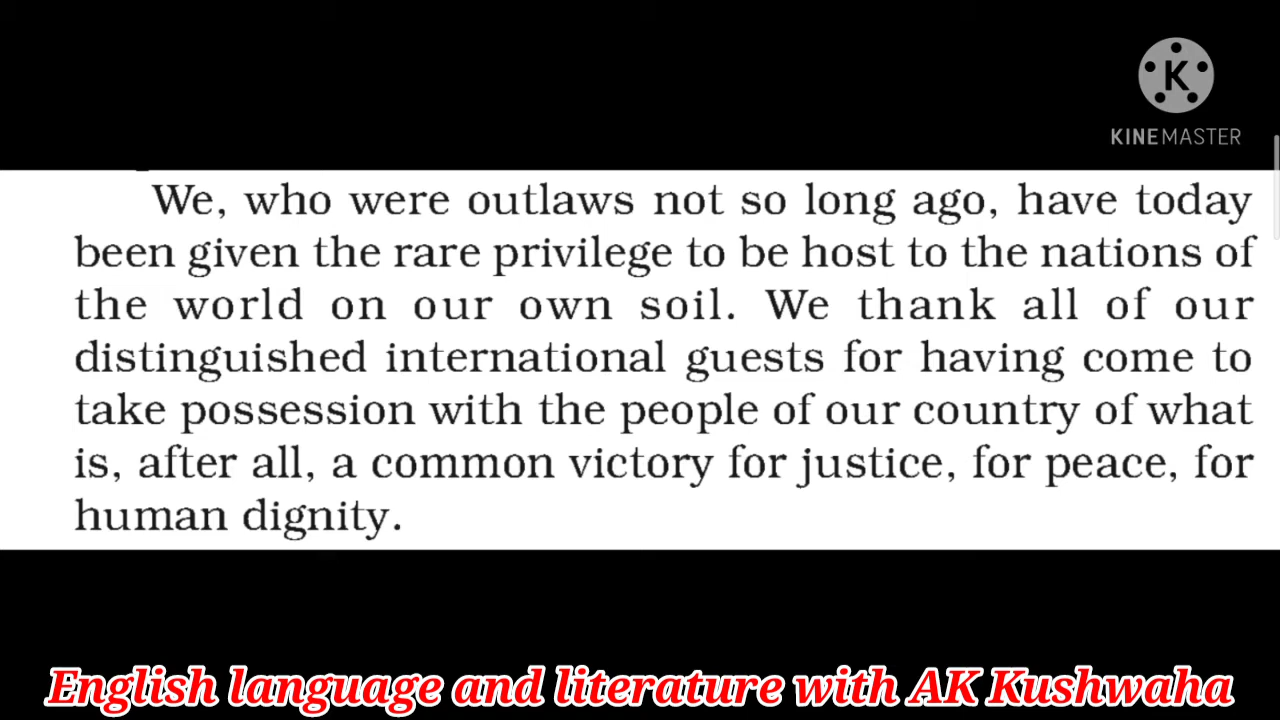 K
KINEMASTER
We, who were outlaws not so long ago, have today
been given the rare privilege to be host to the nations of
the world on our own soil. We thank all of our
distinguished international guests for having come to
take possession with the people of our country of what
is, after all, a common victory for justice, for peace, for
human dignity.
English language and literature with AK Kushwaha